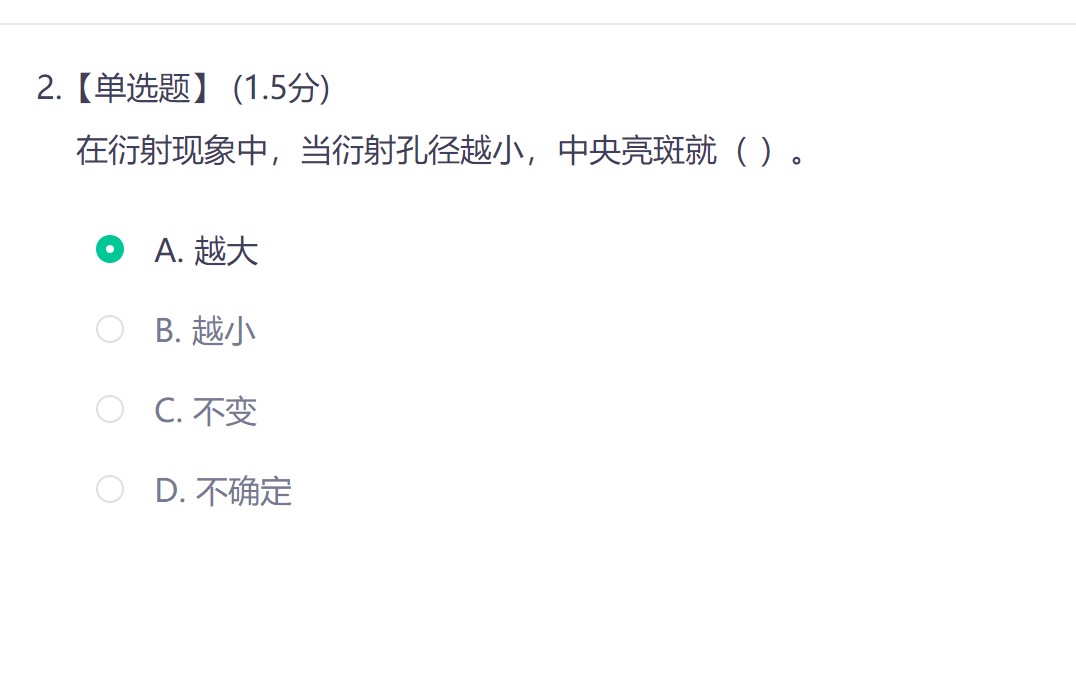 2.【单选题】 (1.5分)
在衍射现象中，当衍射孔径越小，中央亮斑就（ ）。
A. 越大
B. 越小
C. 不变
D. 不确定